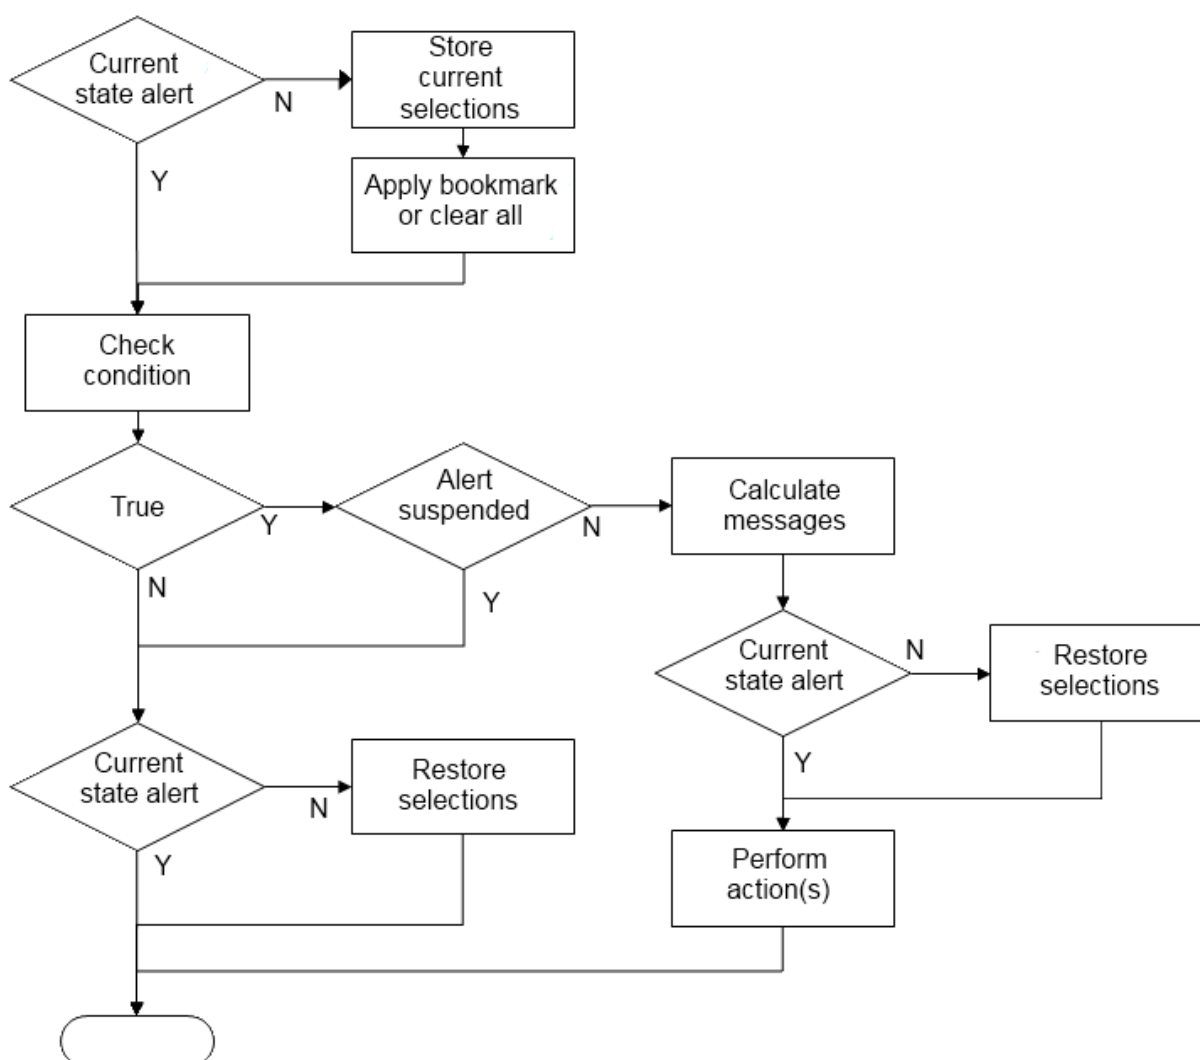 Current
state alert
N
Store
current
selections
Y
Apply bookmark
or clear all
Check
condition
True
Y
Alert
suspended
N
Calculate
messages
N
Y
Current
state alert
N
Restore
selections
Current
state alert
N
Restore
selections
Y
Y
Perform
action(s)